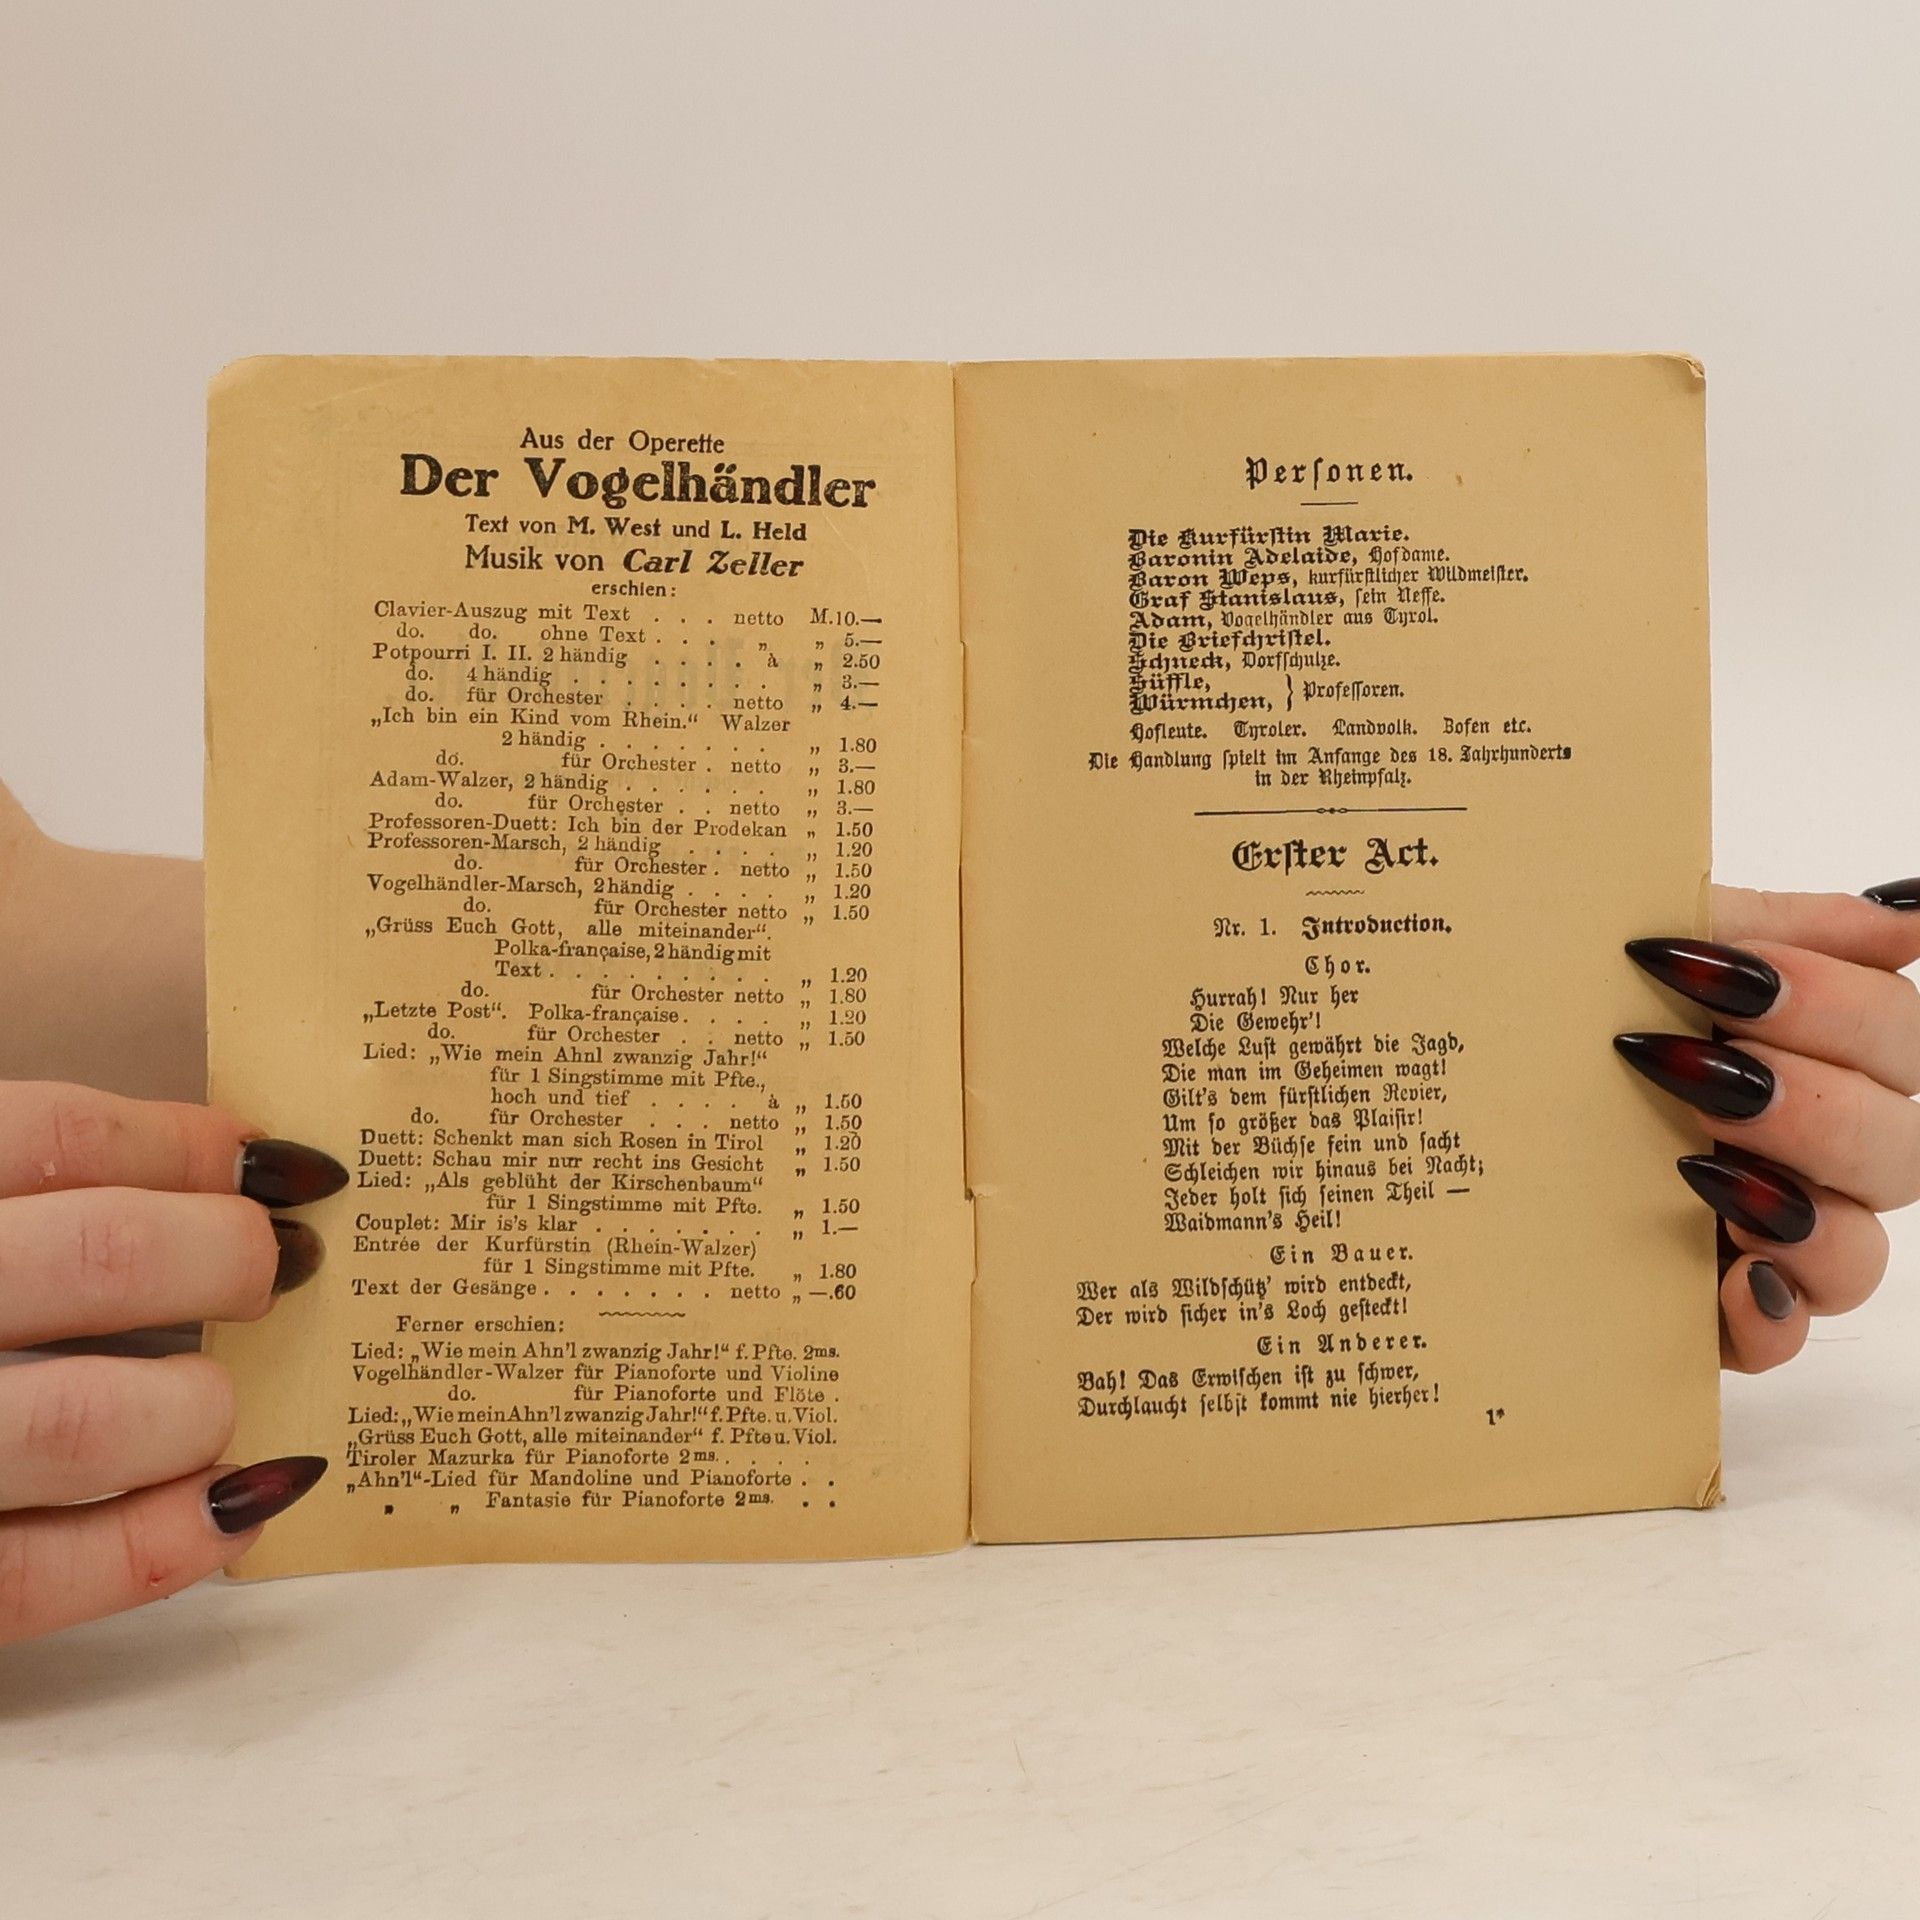 Aus der Operette
Der Vogelhändler
Text von M. West und L. Held
Musik von Carl Zeller
erschien:
Clavier-Auszug mit Text . . . netto M.10.—
do. do. ohne Text . . . „ „ 5.—
Potpourri I. II. 2 händig . . . . à „ 2.50
do. 4 händig . . . . . . . . „ 3.—
do. für Orchester . . . . netto „ 4.—
„Ich bin ein Kind vom Rhein.“ Walzer
2 händig . . . . . . . „ 1.80
do. für Orchester . netto „ 3.—
Adam-Walzer, 2 händig . . . . . . „ 1.80
do. für Orchester . . netto „ 3.—
Professoren-Duett: Ich bin der Prodekan „ 1.50
Professoren-Marsch, 2 händig . . . . „ 1.20
do. für Orchester . netto „ 1.50
Vogelhändler-Marsch, 2händig . . . . „ 1.20
do. für Orchester netto „ 1.50
„Grüss Euch Gott, alle miteinander“.
Polka-française, 2 händig mit
Text . . . . . . . . . „ 1.20
do. für Orchester netto „ 1.80
„Letzte Post“. Polka-française . . . . „ 1.20
do. für Orchester . . netto „ 1.50
Lied: „Wie mein Ahnl zwanzig Jahr!“
für 1 Singstimme mit Pfte.,
hoch und tief . . . . à „ 1.50
do. für Orchester . . . netto „ 1.50
Duett: Schenkt man sich Rosen in Tirol „ 1.20
Duett: Schau mir nur recht ins Gesicht „ 1.50
Lied: „Als geblüht der Kirschenbaum“
für 1 Singstimme mit Pfte. „ 1.50
Couplet: Mir is's klar . . . . . . . „ 1.—
Entrée der Kurfürstin (Rhein-Walzer)
für 1 Singstimme mit Pfte. „ 1.80
Text der Gesänge . . . . . . . netto „ —.60
Ferner erschien:
Lied: „Wie mein Ahn'l zwanzig Jahr!“ f. Pfte. 2ms.
Vogelhändler-Walzer für Pianoforte und Violine
do. für Pianoforte und Flöte .
Lied: „Wie mein Ahn'l zwanzig Jahr!“ f. Pfte. u. Viol.
„Grüss Euch Gott, alle miteinander“ f. Pfte u. Viol.
Tiroler Mazurka für Pianoforte 2 ms. . . . .
„Ahn'l“-Lied für Mandoline und Pianoforte . .
„ „ Fantasie für Pianoforte 2 ms. . .
Perſonen.
Die Kurfürſtin Marie.
Baronin Adelaide, Hofdame.
Baron Weps, kurfürſtlicher Wildmeiſter.
Graf Stanislaus, ſein Neffe.
Adam, Vogelhändler aus Tyrol.
Die Briefchriſtel.
Schneck, Dorfſchulze.
Süffle,
Würmchen, } Profeſſoren.
Hofleute. Tyroler. Landvolk. Zofen etc.
Die Handlung ſpielt im Anfange des 18. Jahrhunderts
in der Rheinpfalz.
Erſter Act.
Nr. 1. Introduction.
Chor.
Hurrah! Nur her
Die Gewehr'!
Welche Luſt gewährt die Jagd,
Die man im Geheimen wagt!
Gilt's dem fürſtlichen Revier,
Um ſo größer das Plaiſir!
Mit der Büchſe fein und ſacht
Schleichen wir hinaus bei Nacht;
Jeder holt ſich ſeinen Theil —
Waidmann's Heil!
Ein Bauer.
Wer als Wildſchütz' wird entdeckt,
Der wird ſicher in's Loch geſteckt!
Ein Anderer.
Bah! Das Erwiſchen iſt zu ſchwer,
Durchlaucht ſelbſt kommt nie hierher!
1*